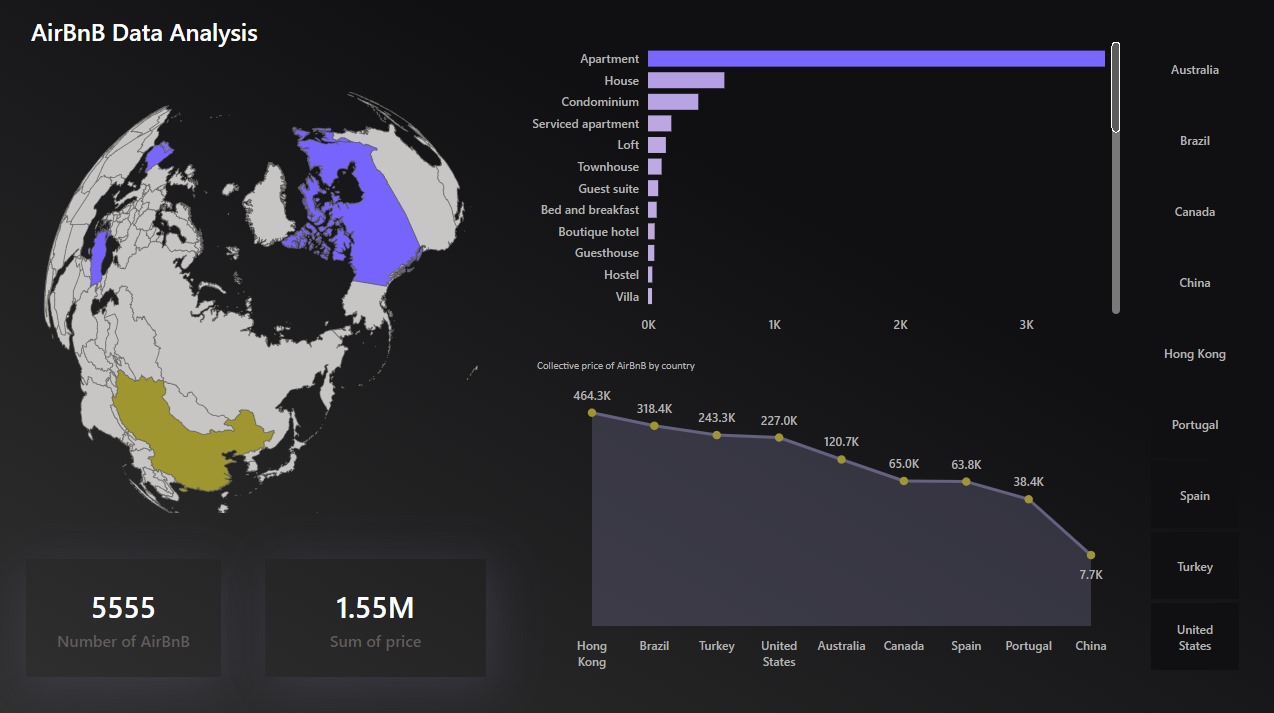 AirBnB Data Analysis
Apartment
House
Condominium
Serviced apartment
Loft
Townhouse
Guest suite
Bed and breakfast
Boutique hotel
Guesthouse
Hostel
Villa
0K 1K 2K 3K
Collective price of AirBnB by country
464.3K
318.4K
243.3K
227.0K
120.7K
65.0K
63.8K
38.4K
7.7K
Hong
Kong
Brazil
Turkey
United
States
Australia
Canada
Spain
Portugal
China
5555
Number of AirBnB
1.55M
Sum of price
Australia
Brazil
Canada
China
Hong Kong
Portugal
Spain
Turkey
United
States